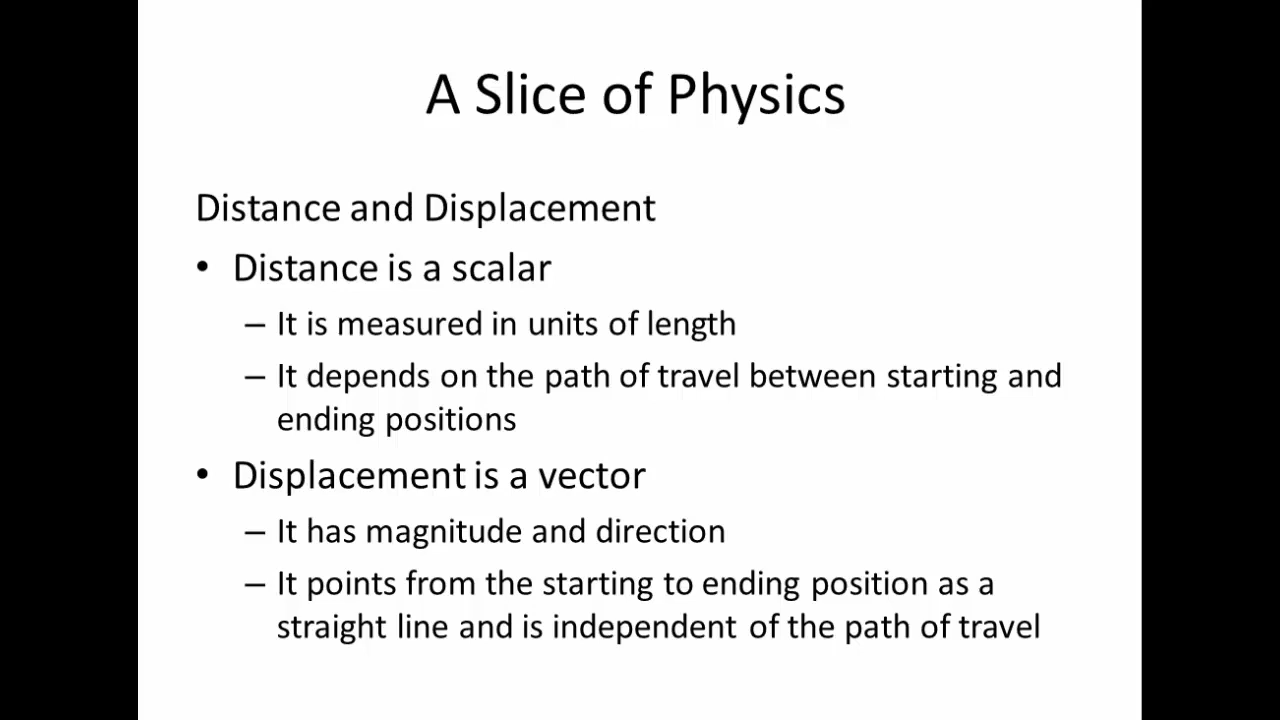 A Slice of Physics
Distance and Displacement
• Distance is a scalar
– It is measured in units of length
– It depends on the path of travel between starting and
ending positions
• Displacement is a vector
– It has magnitude and direction
– It points from the starting to ending position as a
straight line and is independent of the path of travel